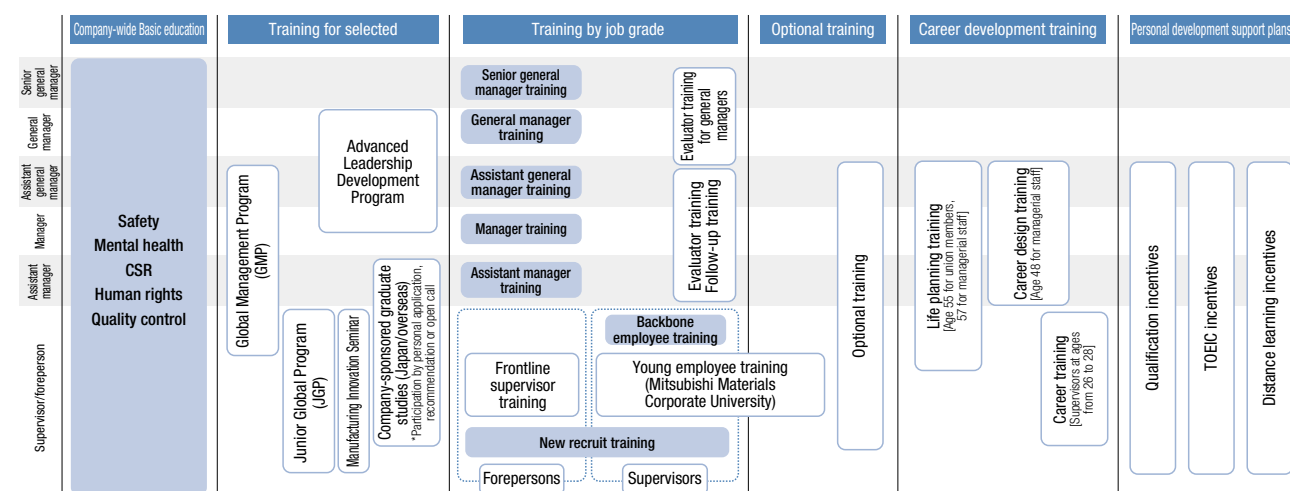 Company-wide Basic education
Training for selected
Training by job grade
Optional training
Career development training
Personal development support plans
Senior
general
manager
General
manager
Assistant
general
manager
Manager
Assistant
manager
Supervisor/foreperson
Safety
Mental health
CSR
Human rights
Quality control
Global Management Program
(GMP)
Advanced
Leadership
Development
Program
Junior Global Program
(JGP)
Manufacturing Innovation Seminar
Company-sponsored graduate
studies (Japan/overseas)
*Participation by personal application,
recommendation or open call
Senior general
manager training
General manager
training
Assistant general
manager training
Manager training
Assistant manager
training
Evaluator training
for general
managers
Evaluator training
Follow-up training
Backbone
employee training
Frontline
supervisor
training
Young employee training
(Mitsubishi Materials
Corporate University)
New recruit training
Forepersons
Supervisors
Optional training
Life planning training
[Age 55 for union members,
57 for managerial staff]
Career design training
[Age 48 for managerial staff]
Career training
[Supervisors at ages
from 26 to 28]
Qualification incentives
TOEIC incentives
Distance learning incentives